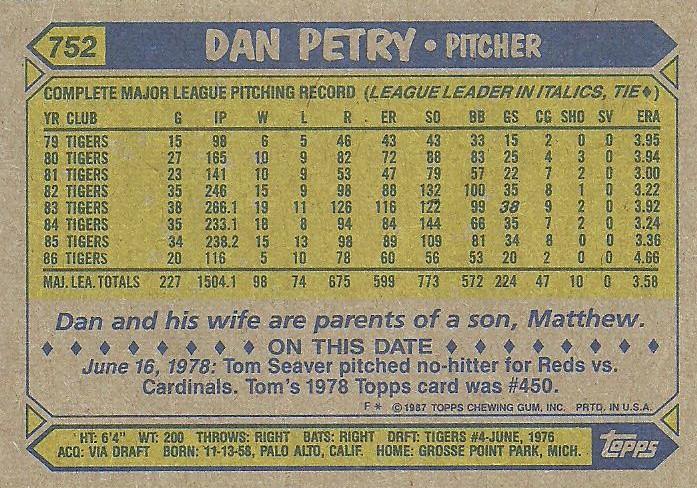 752 DAN PETRY • PITCHER
COMPLETE MAJOR LEAGUE PITCHING RECORD (LEAGUE LEADER IN ITALICS, TIE♦)
YR CLUB G IP W L R ER SO BB GS CG SHO SV ERA
79 TIGERS 15 98 6 5 46 43 43 33 15 2 0 0 3.95
80 TIGERS 27 165 10 9 82 72 88 83 25 4 3 0 3.94
81 TIGERS 23 141 10 9 53 47 79 57 22 7 2 0 3.00
82 TIGERS 35 246 15 9 98 88 132 100 35 8 1 0 3.22
83 TIGERS 38 266.1 19 11 126 116 122 99 38 9 2 0 3.92
84 TIGERS 35 233.1 18 8 94 84 144 66 35 7 2 0 3.24
85 TIGERS 34 238.2 15 13 98 89 109 81 34 8 0 0 3.36
86 TIGERS 20 116 5 10 78 60 56 53 20 2 0 0 4.66
MAJ. LEA. TOTALS 227 1504.1 98 74 675 599 773 572 224 47 10 0 3.58
Dan and his wife are parents of a son, Matthew.
♦ ♦ ♦ ♦ ♦ ♦ ♦ ♦ ON THIS DATE ♦ ♦ ♦ ♦ ♦ ♦ ♦ ♦
June 16, 1978: Tom Seaver pitched no-hitter for Reds vs.
Cardinals. Tom's 1978 Topps card was #450.
F* © 1987 TOPPS CHEWING GUM, INC. PRTD. IN U.S.A.
HT: 6'4" WT: 200 THROWS: RIGHT BATS: RIGHT DRFT: TIGERS #4-JUNE, 1976
ACQ: VIA DRAFT BORN: 11-13-58, PALO ALTO, CALIF. HOME: GROSSE POINT PARK, MICH.
topps